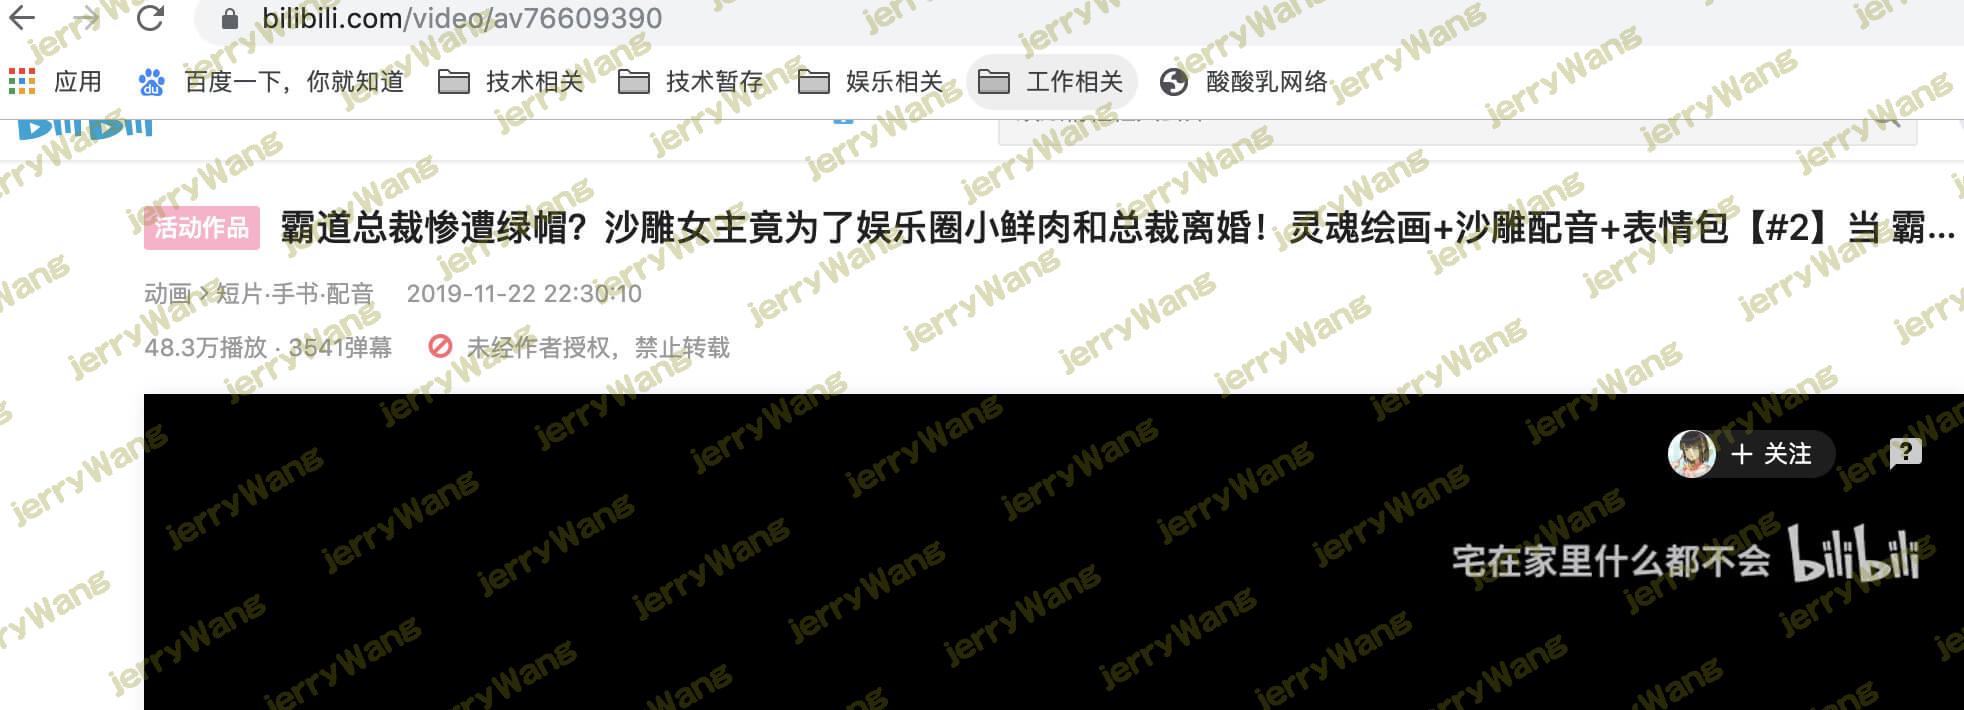 bilibili.com/video/av76609390
应用 百度一下，你就知道 技术相关 技术暂存 娱乐相关 工作相关 酸酸乳网络
bilibili
活动作品 霸道总裁惨遭绿帽？沙雕女主竟为了娱乐圈小鲜肉和总裁离婚！灵魂绘画+沙雕配音+表情包【#2】当 霸...
动画 > 短片·手书·配音 2019-11-22 22:30:10
48.3万播放 · 3541弹幕 未经作者授权，禁止转载
+ 关注
宅在家里什么都不会 bilibili
jerryWang